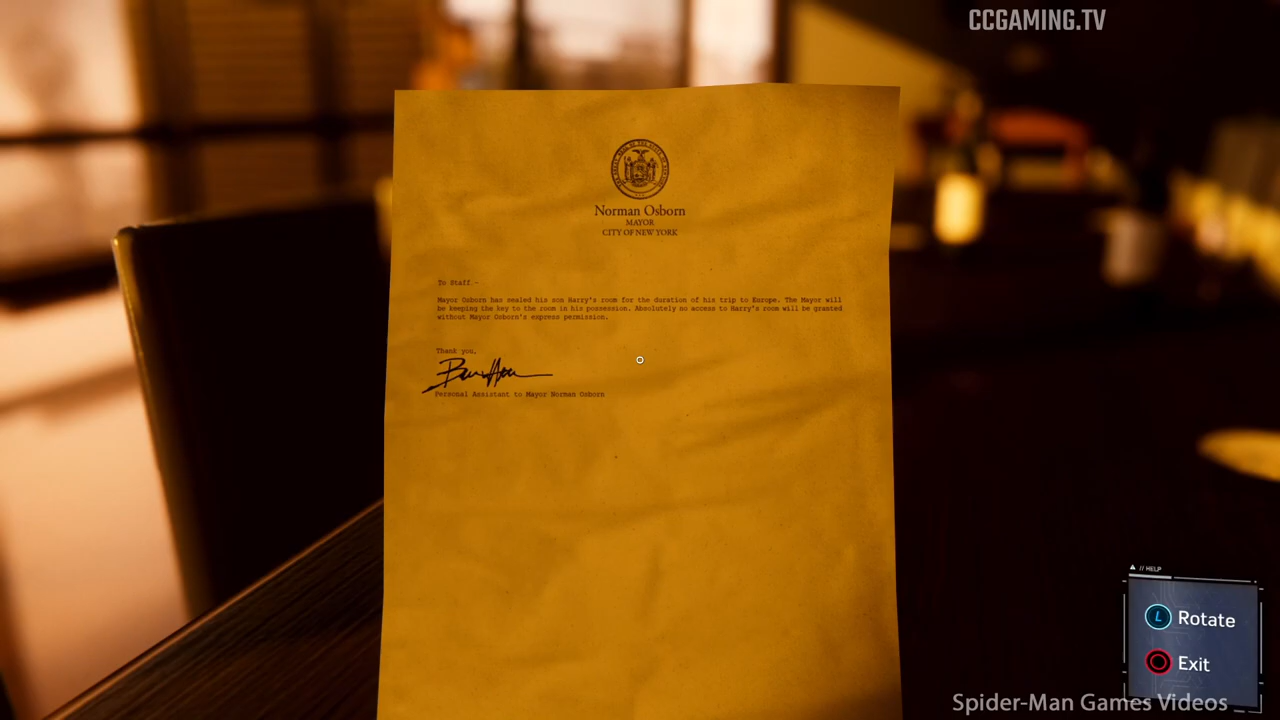 CCGAMING.TV
Norman Osborn
MAYOR
CITY OF NEW YORK
To Staff -
Mayor Osborn has sealed his son Harry's room for the duration of his trip to Europe. The Mayor will
be keeping the key to the room in his possession. Absolutely no access to Harry's room will be granted
without Mayor Osborn's express permission.
Thank you,
Personal Assistant to Mayor Norman Osborn
// HELP
L Rotate
Exit
Spider-Man Games Videos